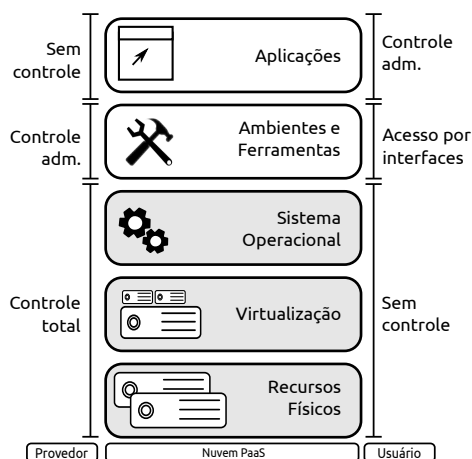 Sem
controle
Aplicações
Controle
adm.
Controle
adm.
Ambientes e
Ferramentas
Acesso por
interfaces
Sistema
Operacional
Controle
total
Virtualização
Sem
controle
Recursos
Físicos
Provedor
Nuvem PaaS
Usuário